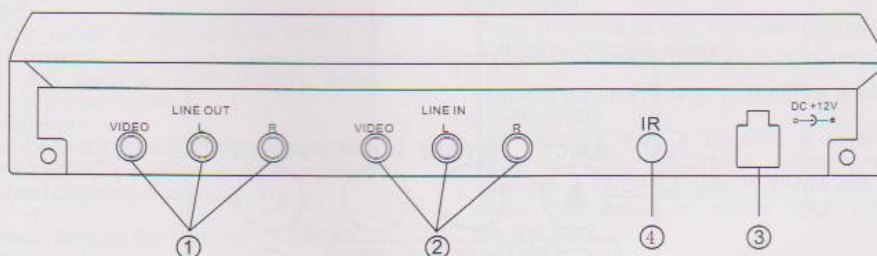 LINE OUT
VIDEO L R
LINE IN
VIDEO L R
IR
DC +12V
① ② ④ ③